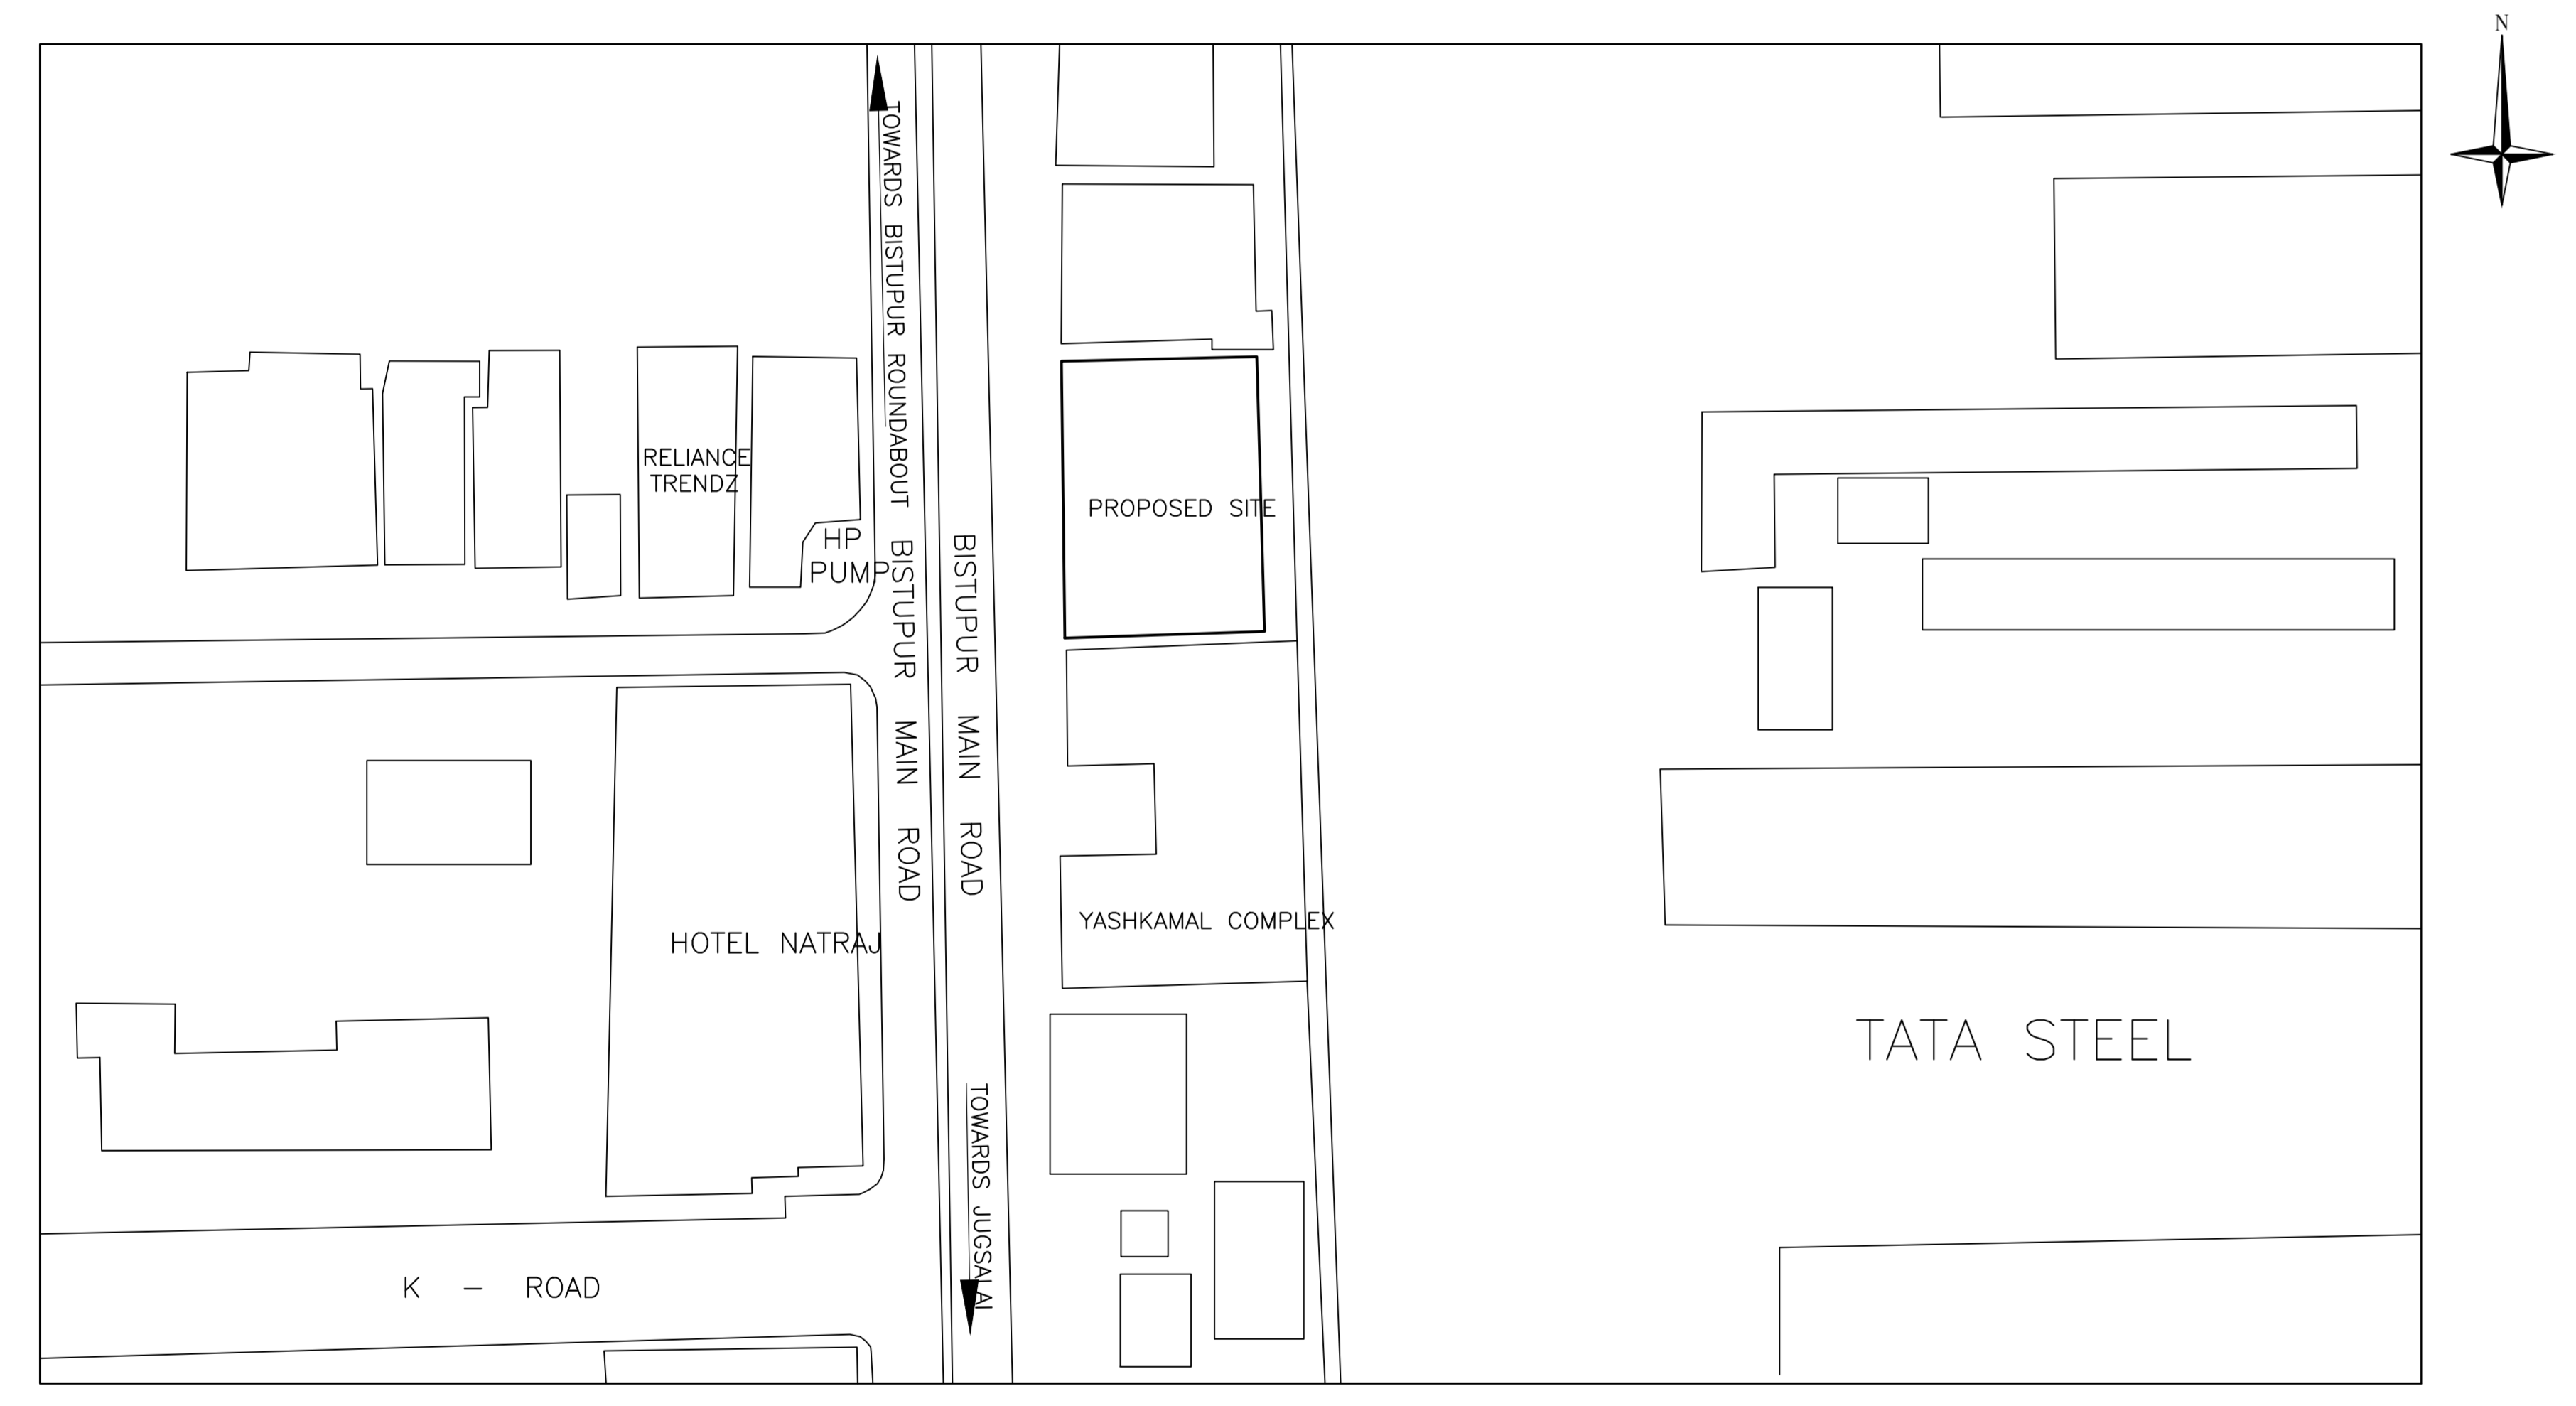 N
TOWARDS BISTUPUR ROUNDABOUT
RELIANCE
TRENDZ
HP
PUMP
PROPOSED SITE
BISTUPUR MAIN ROAD
BISTUPUR MAIN ROAD
HOTEL NATRAJ
YASHKAMAL COMPLEX
TATA STEEL
TOWARDS JUGSALAI
K - ROAD